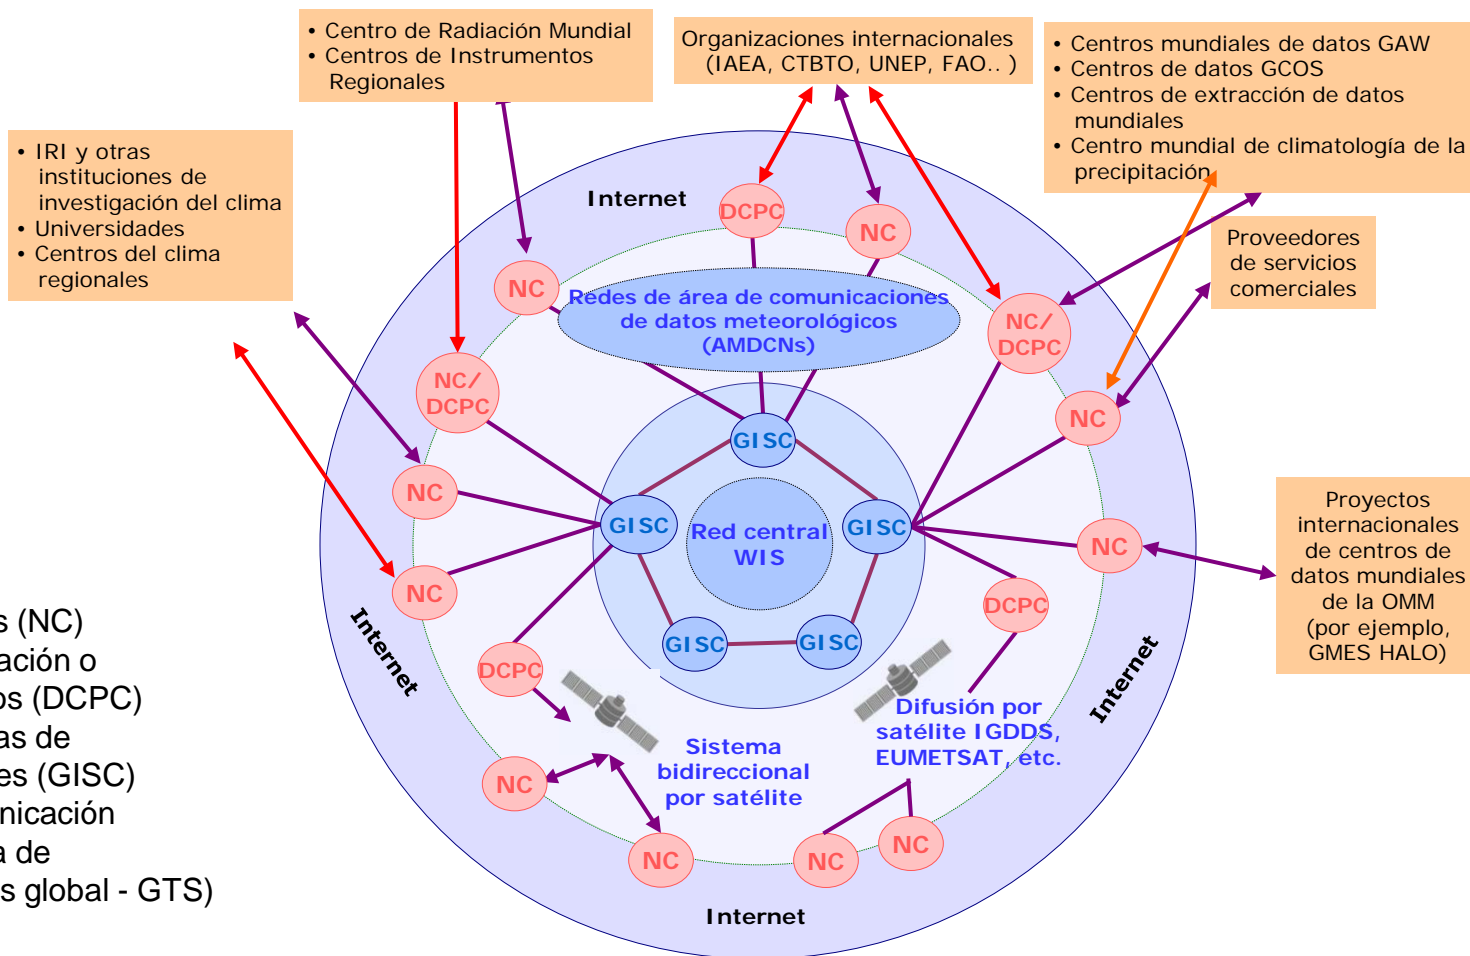 • Centro de Radiación Mundial
• Centros de Instrumentos
Regionales
Organizaciones internacionales
(IAEA, CTBTO, UNEP, FAO.. )
• Centros mundiales de datos GAW
• Centros de datos GCOS
• Centros de extracción de datos
mundiales
• Centro mundial de climatología de la
precipitación
• IRI y otras
instituciones de
investigación del clima
• Universidades
• Centros del clima
regionales
Proveedores
de servicios
comerciales
Internet
DCPC
NC
NC
Redes de área de comunicaciones
de datos meteorológicos
(AMDCNs)
NC/
DCPC
NC/
DCPC
NC
GISC
NC
GISC
Red central
WIS
GISC
NC
Proyectos
internacionales
de centros de
datos mundiales
de la OMM
(por ejemplo,
GMES HALO)
NC
DCPC
GISC
GISC
DCPC
Internet
Internet
s (NC)
ación o
os (DCPC)
as de
es (GISC)
nicación
a de
s global - GTS)
Difusión por
satélite IGDDS,
EUMETSAT, etc.
Sistema
bidireccional
por satélite
NC
NC
NC
NC
Internet